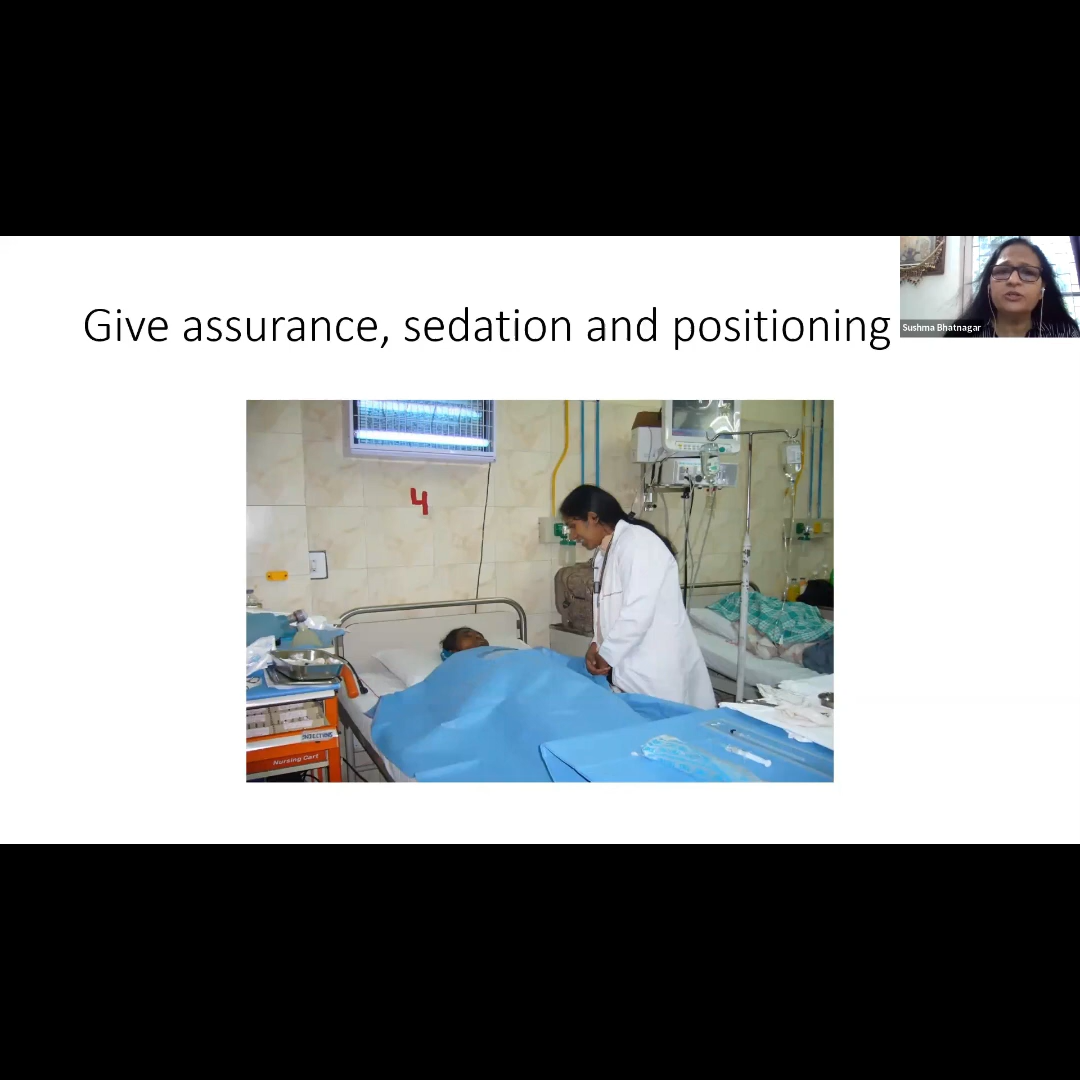 Give assurance, sedation and positioning
Sushma Bhatnagar
4
Nursing Cart